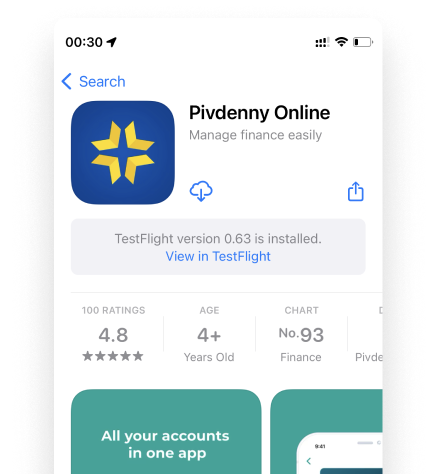 00:30
Search
Pivdenny Online
Manage finance easily
TestFlight version 0.63 is installed.
View in TestFlight
100 RATINGS
4.8
★★★★★
AGE
4+
Years Old
CHART
No.93
Finance
D
Pivde
All your accounts
in one app
9:41